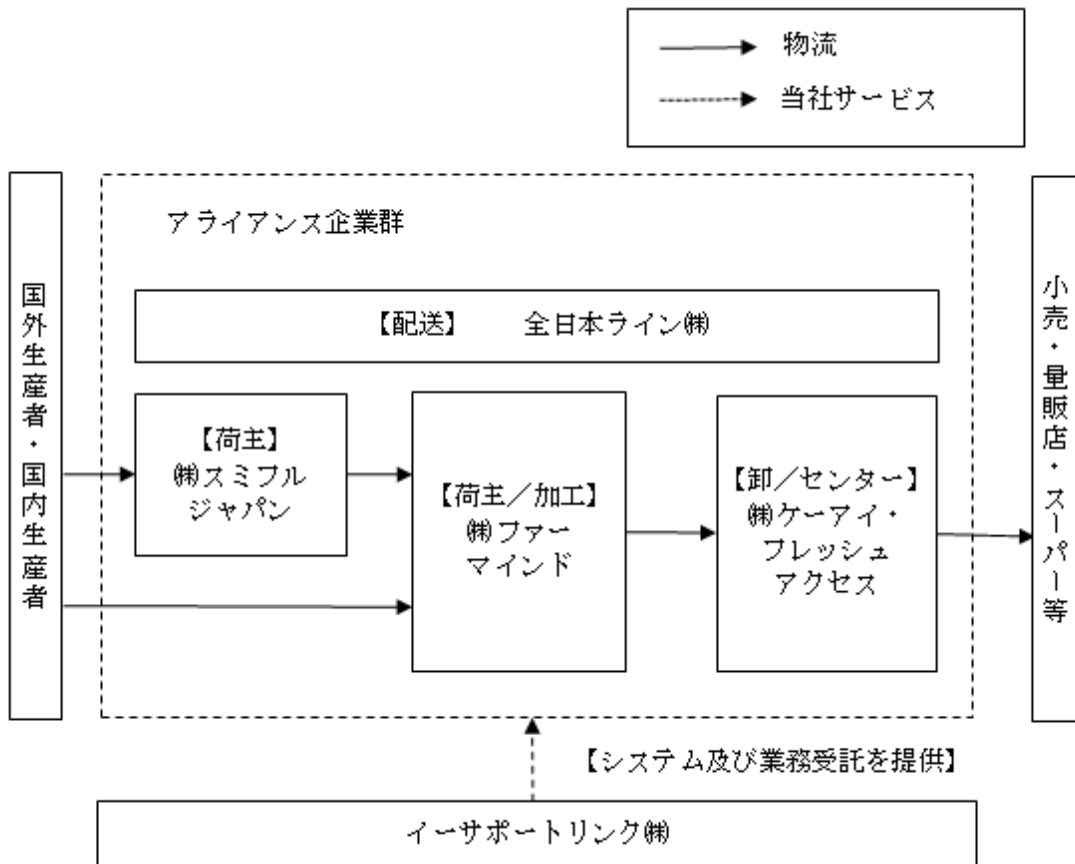 物流
当社サービス
アライアンス企業群
【配送】 全日本ライン㈱
国外生産者・国内生産者
【荷主】
㈱スミフル
ジャパン
【荷主／加工】
㈱ファー
マインド
【卸／センター】
㈱ケーアイ・
フレッシュ
アクセス
小売・量販店・スーパー等
【システム及び業務受託を提供】
イーサポートリンク㈱